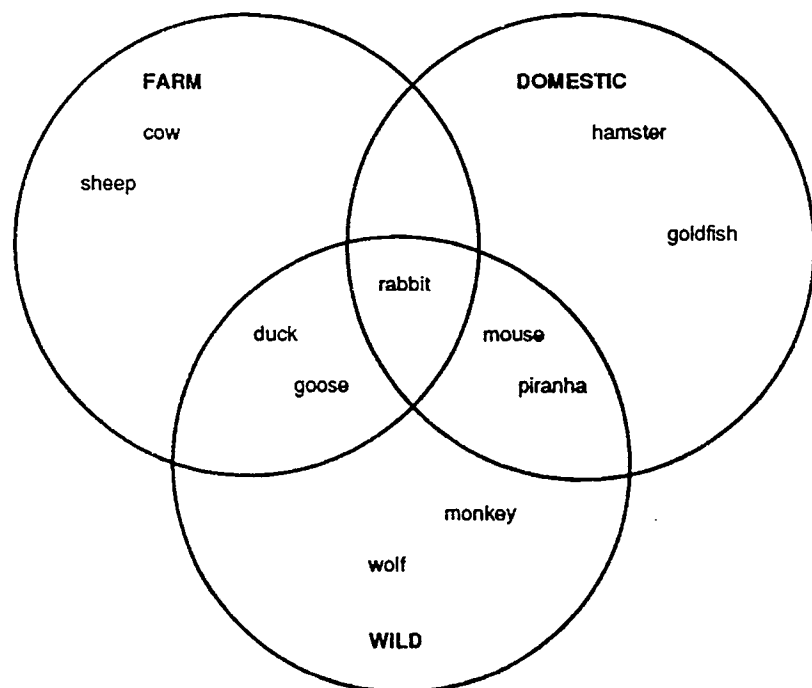 FARM
DOMESTIC
cow
hamster
sheep
goldfish
rabbit
duck
mouse
goose
piranha
monkey
wolf
WILD